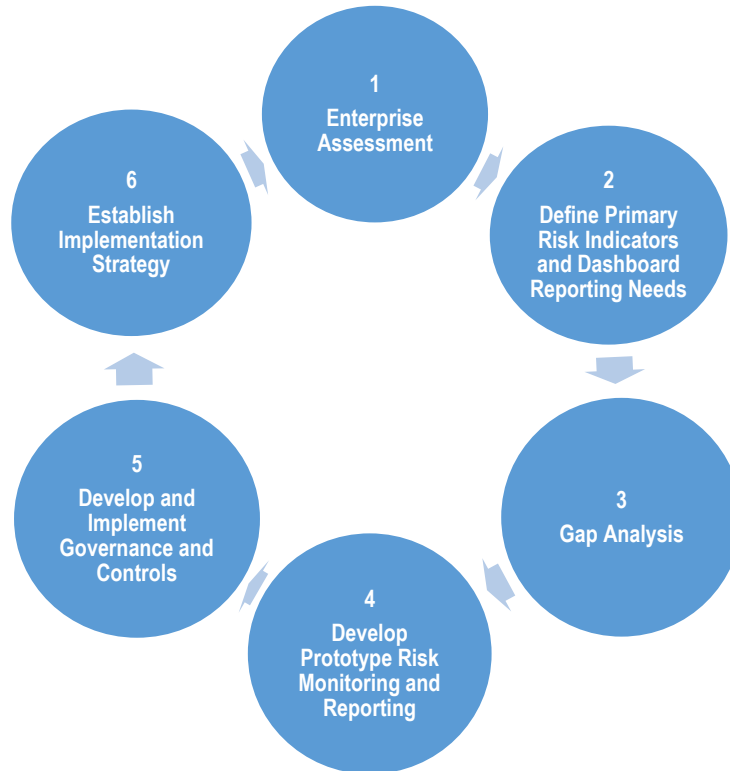 1
Enterprise
Assessment
2
Define Primary
Risk Indicators
and Dashboard
Reporting Needs
3
Gap Analysis
4
Develop
Prototype Risk
Monitoring and
Reporting
5
Develop and
Implement
Governance and
Controls
6
Establish
Implementation
Strategy